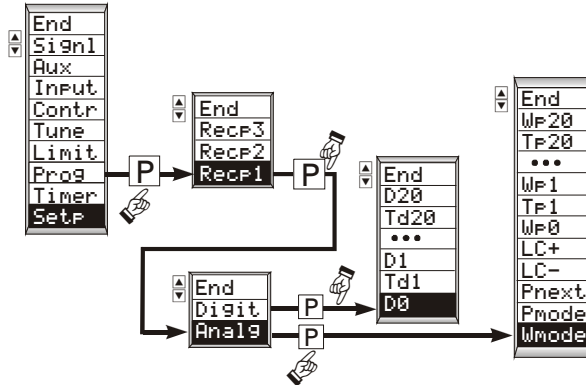 End
Signl
Aux
Input
Contr
Tune
Limit
Prog
Timer
Setp
P
End
Recp3
Recp2
Recp1
P
End
Digit
Analg
P
P
End
D20
Td20
•••
D1
Td1
D0
End
Wp20
Tp20
•••
Wp1
Tp1
Wp0
LC+
LC-
Pnext
Pmode
Wmode